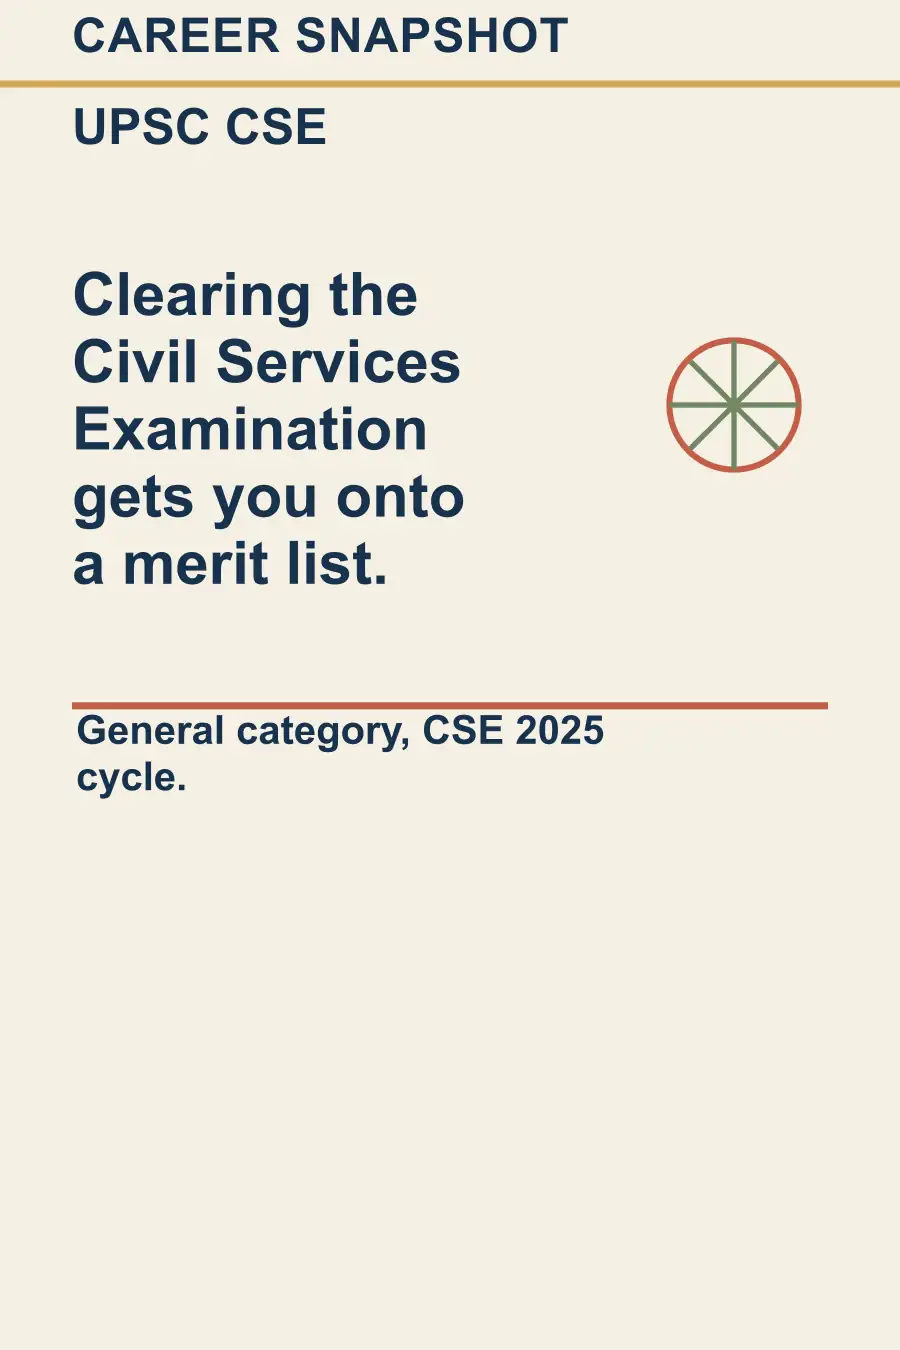 CAREER SNAPSHOT
UPSC CSE
Clearing the
Civil Services
Examination
gets you onto
a merit list.
General category, CSE 2025
cycle.